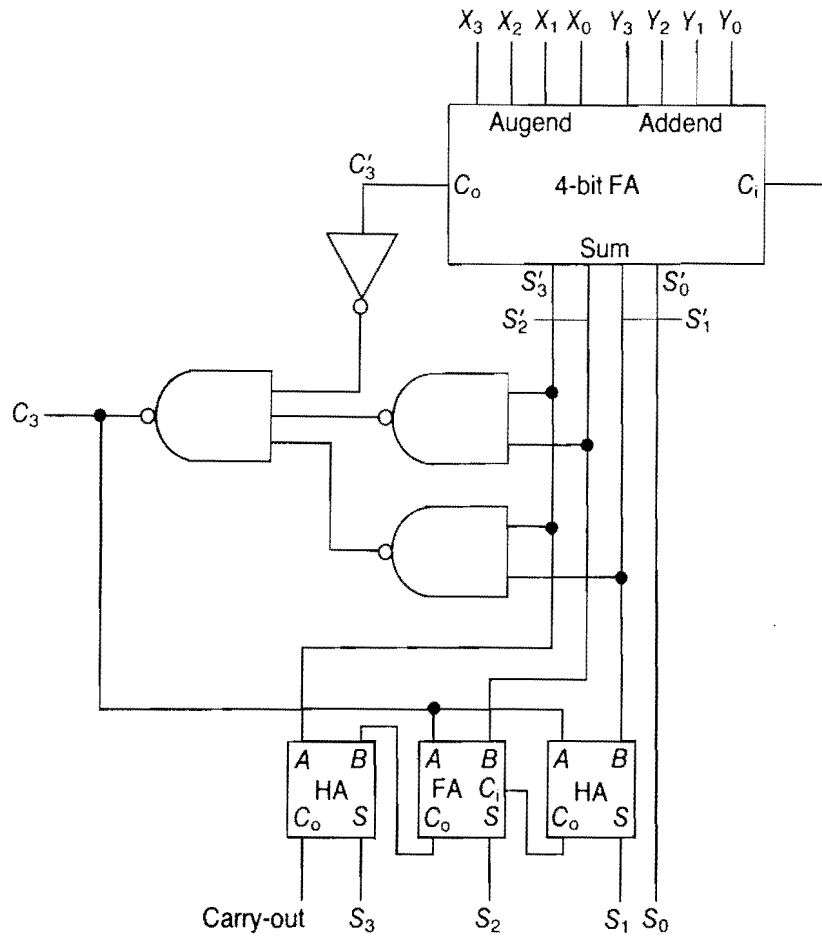 X₃ X₂ X₁ X₀ Y₃ Y₂ Y₁ Y₀
Augend Addend
C′₃
Cₒ 4-bit FA Cᵢ
Sum
S′₃ S′₀
S′₂ S′₁
C₃
A B A B A B
HA FA Cᵢ HA
Cₒ S Cₒ S Cₒ S
Carry-out S₃ S₂ S₁ S₀